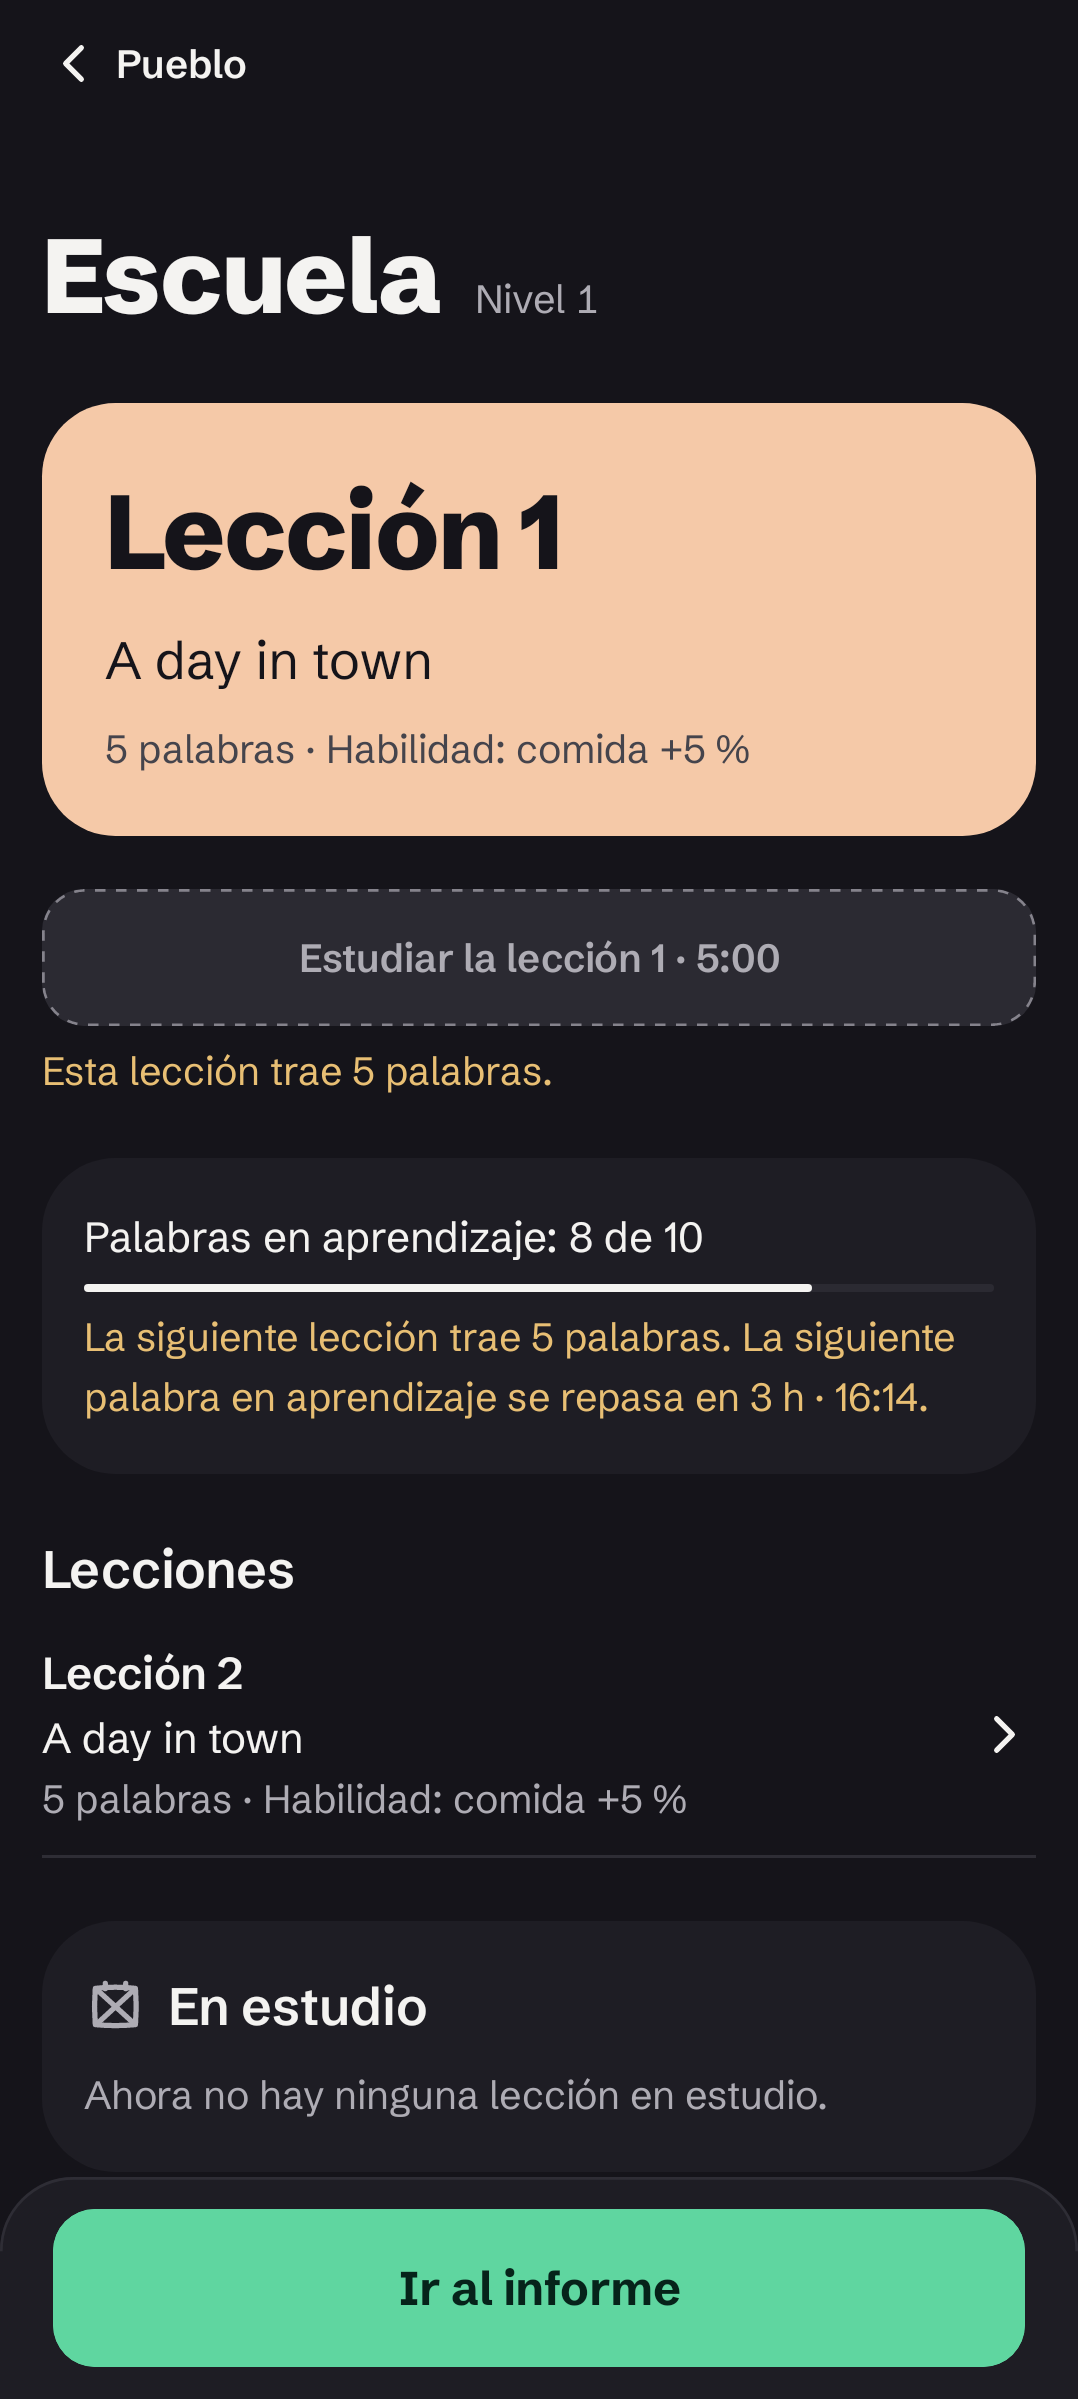 Pueblo
Escuela Nivel 1
Lección 1
A day in town
5 palabras · Habilidad: comida +5 %
Estudiar la lección 1 · 5:00
Esta lección trae 5 palabras.
Palabras en aprendizaje: 8 de 10
La siguiente lección trae 5 palabras. La siguiente
palabra en aprendizaje se repasa en 3 h · 16:14.
Lecciones
Lección 2
A day in town
5 palabras · Habilidad: comida +5 %
En estudio
Ahora no hay ninguna lección en estudio.
Ir al informe